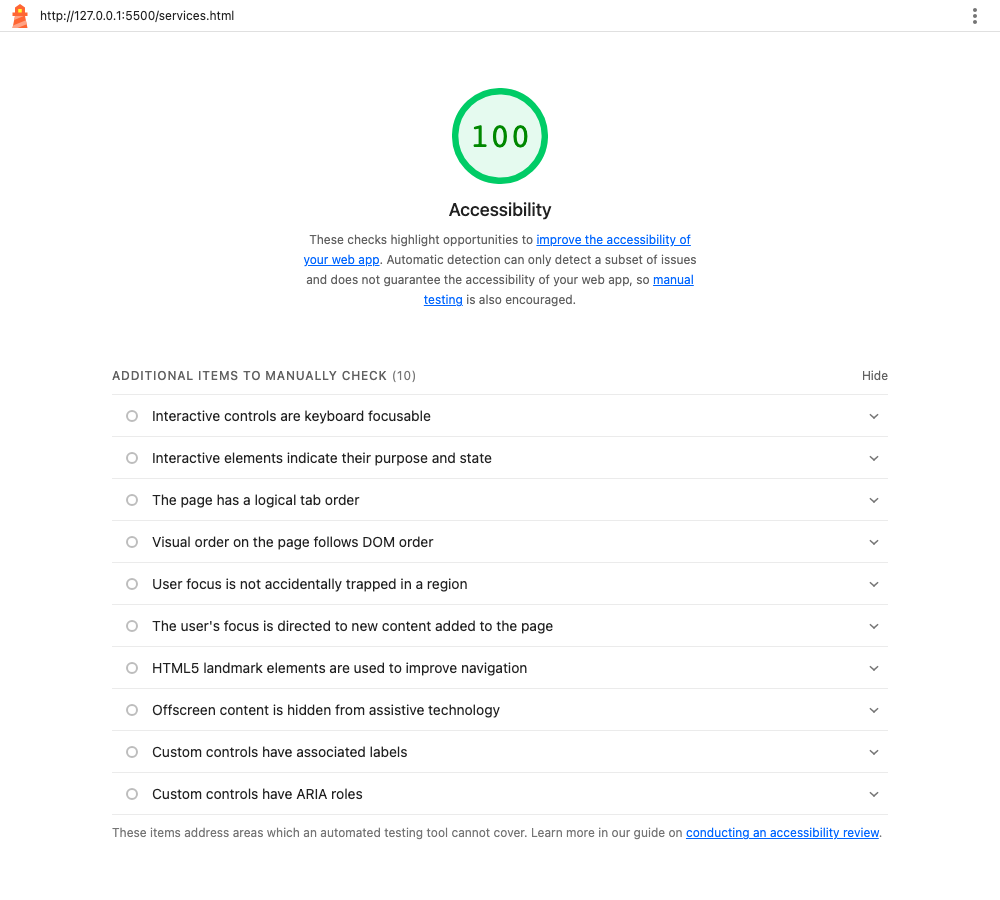 http://127.0.0.1:5500/services.html
100
Accessibility
These checks highlight opportunities to improve the accessibility of
your web app. Automatic detection can only detect a subset of issues
and does not guarantee the accessibility of your web app, so manual
testing is also encouraged.
ADDITIONAL ITEMS TO MANUALLY CHECK (10) Hide
Interactive controls are keyboard focusable
Interactive elements indicate their purpose and state
The page has a logical tab order
Visual order on the page follows DOM order
User focus is not accidentally trapped in a region
The user's focus is directed to new content added to the page
HTML5 landmark elements are used to improve navigation
Offscreen content is hidden from assistive technology
Custom controls have associated labels
Custom controls have ARIA roles
These items address areas which an automated testing tool cannot cover. Learn more in our guide on conducting an accessibility review.